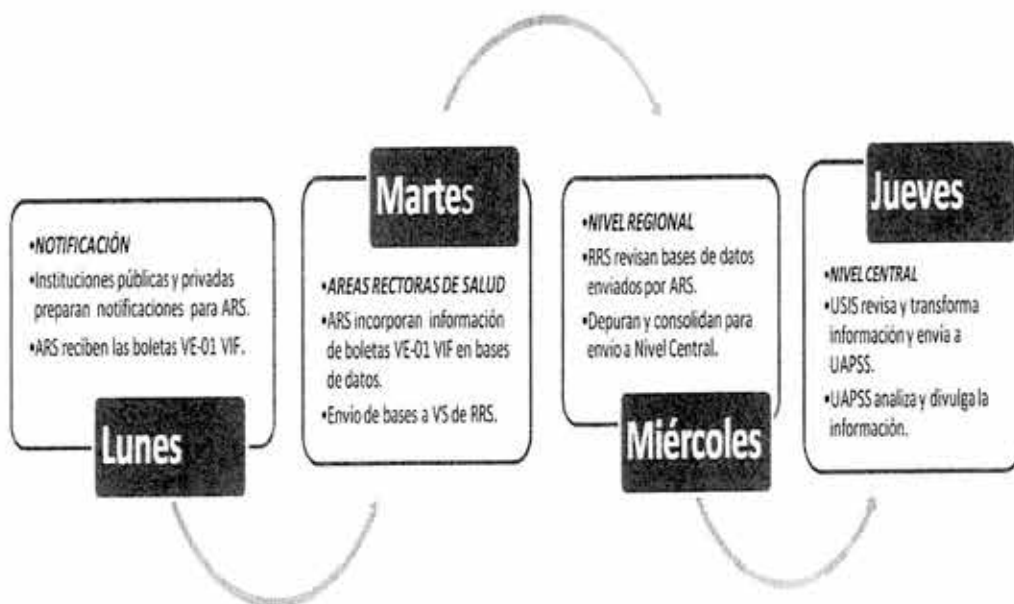 •NOTIFICACIÓN
•Instituciones públicas y privadas
preparan notificaciones para ARS.
•ARS reciben las boletas VE-01 VIF.
Lunes
Martes
•AREAS RECTORAS DE SALUD
•ARS incorporan información
de boletas VE-01 VIF en bases
de datos.
•Envio de bases a VS de RRS.
•NIVEL REGIONAL
•RRS revisan bases de datos
enviados por ARS.
•Depuran y consolidan para
envio a Nivel Central.
Miércoles
Jueves
•NIVEL CENTRAL
•USIS revisa y transforma
información y envia a
UAPSS.
•UAPSS analiza y divulga la
información.